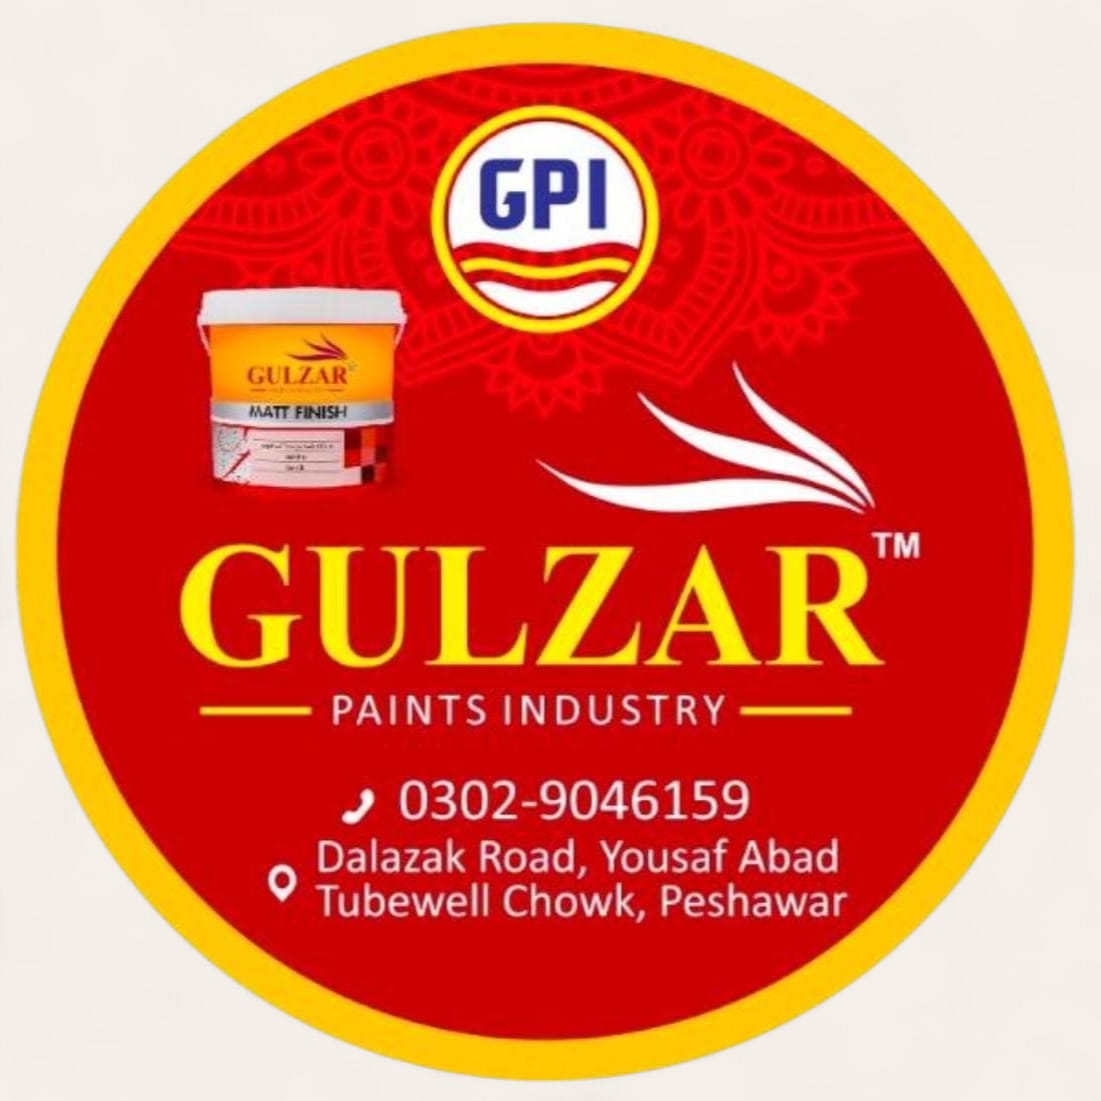 GPI
GULZAR
MATT FINISH
GULZAR™
PAINTS INDUSTRY
0302-9046159
Dalazak Road, Yousaf Abad
Tubewell Chowk, Peshawar